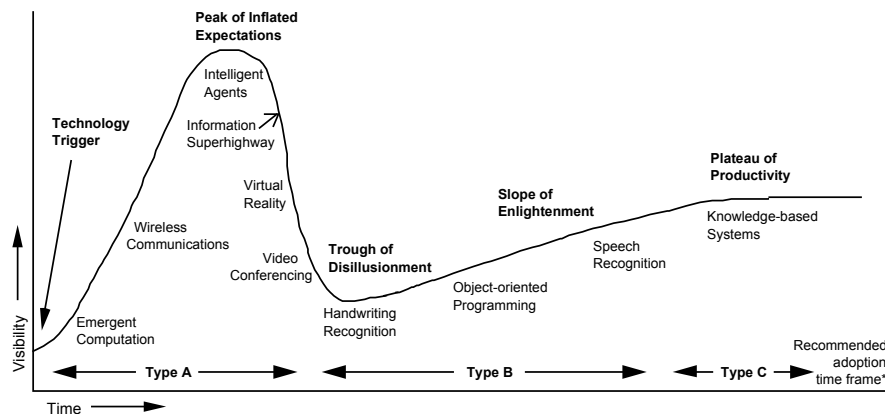 Peak of Inflated
Expectations
Intelligent
Agents
Technology
Trigger
Information
Superhighway
Plateau of
Productivity
Virtual
Reality
Slope of
Enlightenment
Knowledge-based
Systems
Wireless
Communications
Trough of
Disillusionment
Speech
Recognition
Video
Conferencing
Object-oriented
Programming
Handwriting
Recognition
Emergent
Computation
Visibility
Type A
Type B
Type C
Recommended
adoption
time frame*
Time